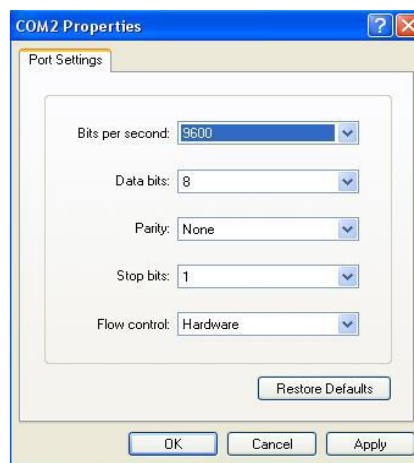 COM2 Properties
Port Settings
Bits per second: 9600
Data bits: 8
Parity: None
Stop bits: 1
Flow control: Hardware
Restore Defaults
OK Cancel Apply